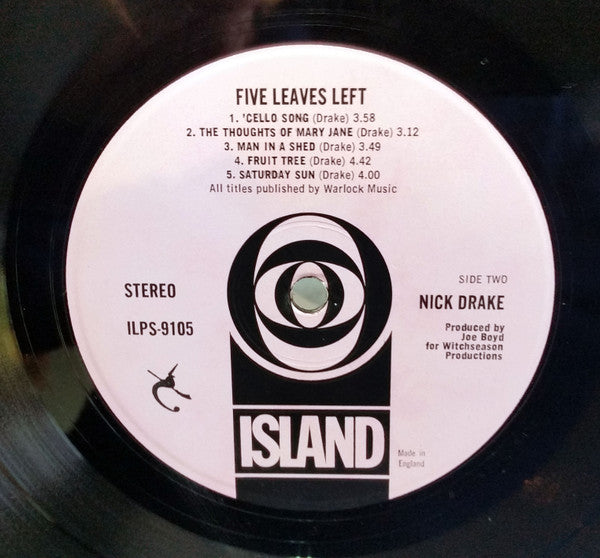 FIVE LEAVES LEFT
1. 'CELLO SONG (Drake) 3.58
2. THE THOUGHTS OF MARY JANE (Drake) 3.12
3. MAN IN A SHED (Drake) 3.49
4. FRUIT TREE (Drake) 4.42
5. SATURDAY SUN (Drake) 4.00
All titles published by Warlock Music
STEREO
ILPS-9105
SIDE TWO
NICK DRAKE
Produced by
Joe Boyd
for Witchseason
Productions
ISLAND
Made in
England